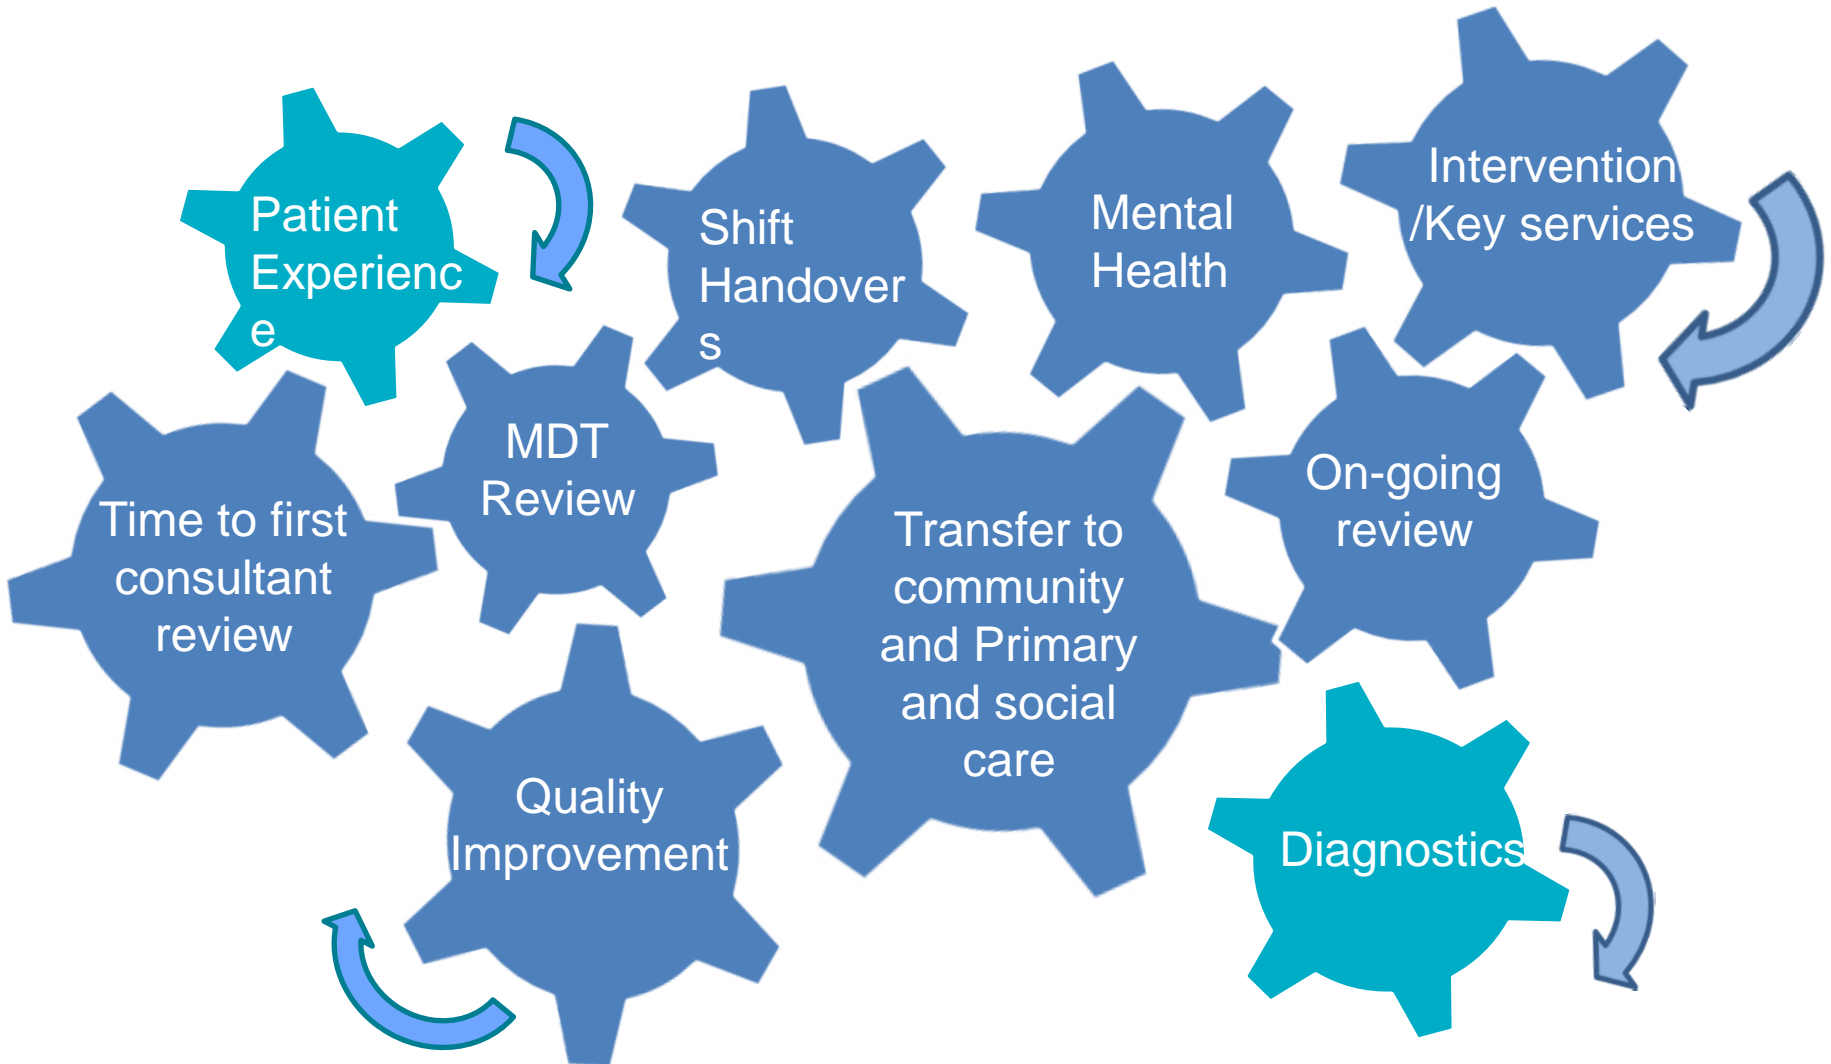 Patient
Experienc
e
Shift
Handover
s
Mental
Health
Intervention
/Key services
Time to first
consultant
review
MDT
Review
Transfer to
community
and Primary
and social
care
On-going
review
Quality
Improvement
Diagnostics